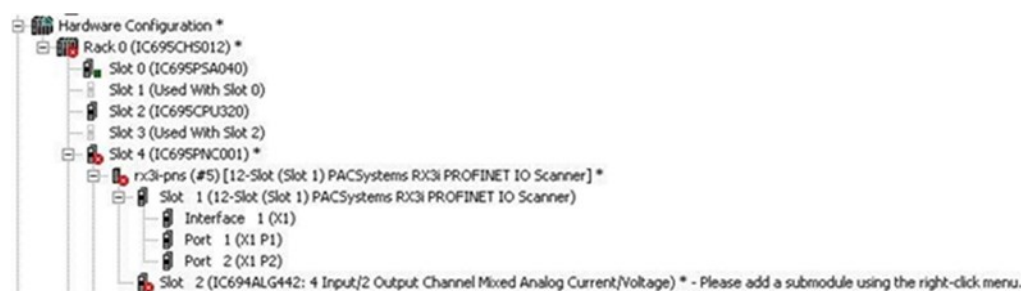 Hardware Configuration *
Rack 0 (IC695CHS012) *
Slot 0 (IC695PSA040)
Slot 1 (Used With Slot 0)
Slot 2 (IC695CPU320)
Slot 3 (Used With Slot 2)
Slot 4 (IC695PNC001) *
rx3i-pns (#5) [12-Slot (Slot 1) PACSystems RX3i PROFINET IO Scanner] *
Slot 1 (12-Slot (Slot 1) PACSystems RX3i PROFINET IO Scanner)
Interface 1 (X1)
Port 1 (X1 P1)
Port 2 (X1 P2)
Slot 2 (IC694ALG442: 4 Input/2 Output Channel Mixed Analog Current/Voltage) * - Please add a submodule using the right-click menu.